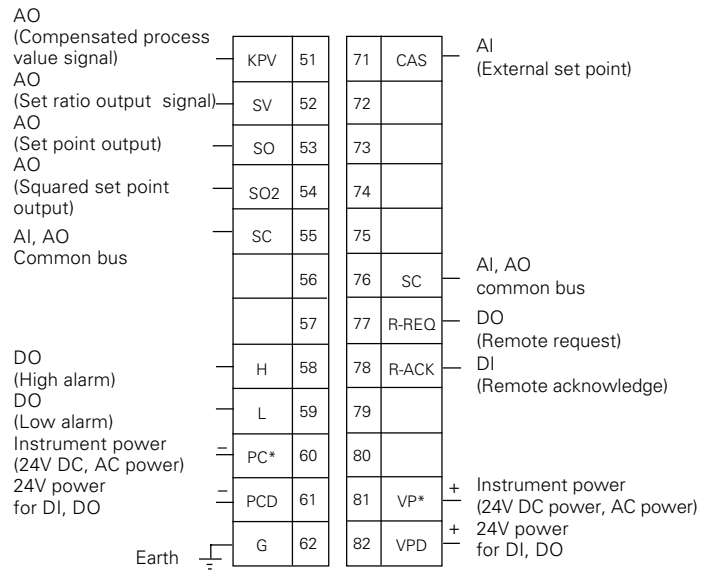 AO
(Compensated process
value signal)
KPV 51
AO
(Set ratio output signal)
SV 52
AO
(Set point output)
SO 53
AO
(Squared set point
output)
SO2 54
AI, AO
Common bus
SC 55
56
57
DO
(High alarm)
H 58
DO
(Low alarm)
L 59
Instrument power
(24V DC, AC power)
– PC* 60
24V power
for DI, DO
– PCD 61
Earth
G 62
71 CAS
AI
(External set point)
72
73
74
75
76 SC
AI, AO
common bus
77 R-REQ
DO
(Remote request)
78 R-ACK
DI
(Remote acknowledge)
79
80
81 VP* +
Instrument power
(24V DC power, AC power)
82 VPD +
24V power
for DI, DO